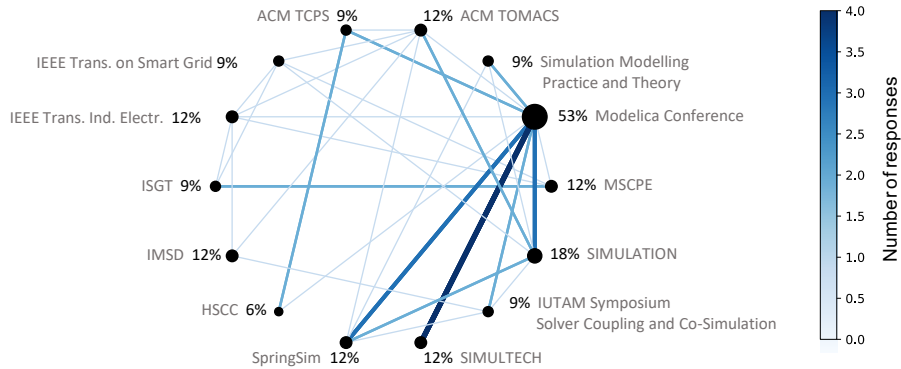 ACM TCPS 9%
12% ACM TOMACS
IEEE Trans. on Smart Grid 9%
9% Simulation Modelling
Practice and Theory
IEEE Trans. Ind. Electr. 12%
53% Modelica Conference
ISGT 9%
12% MSCPE
IMSD 12%
18% SIMULATION
HSCC 6%
9% IUTAM Symposium
Solver Coupling and Co-Simulation
SpringSim 12%
12% SIMULTECH
4.0
3.5
3.0
2.5
2.0
1.5
1.0
0.5
0.0
Number of responses